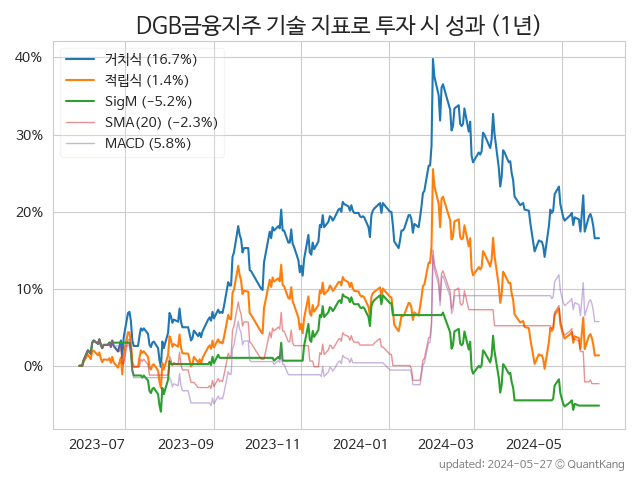 DGB금융지주 기술 지표로 투자 시 성과 (1년)
거치식 (16.7%)
적립식 (1.4%)
SigM (−5.2%)
SMA(20) (−2.3%)
MACD (5.8%)
40%
30%
20%
10%
0%
2023-07 2023-09 2023-11 2024-01 2024-03 2024-05
updated: 2024-05-27 © QuantKang